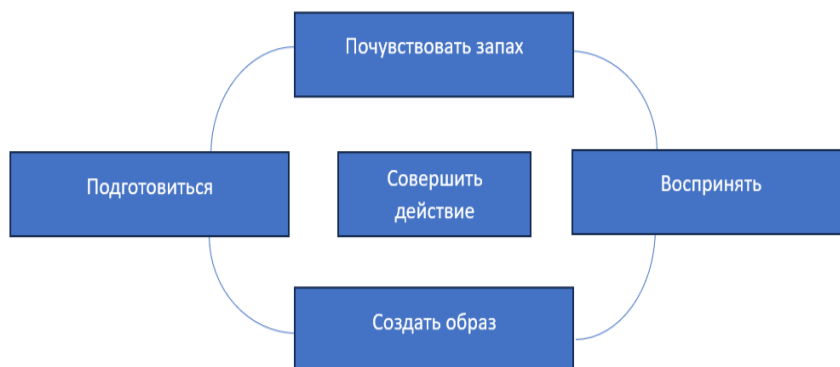 Почувствовать запах
Подготовиться
Совершить
действие
Воспринять
Создать образ